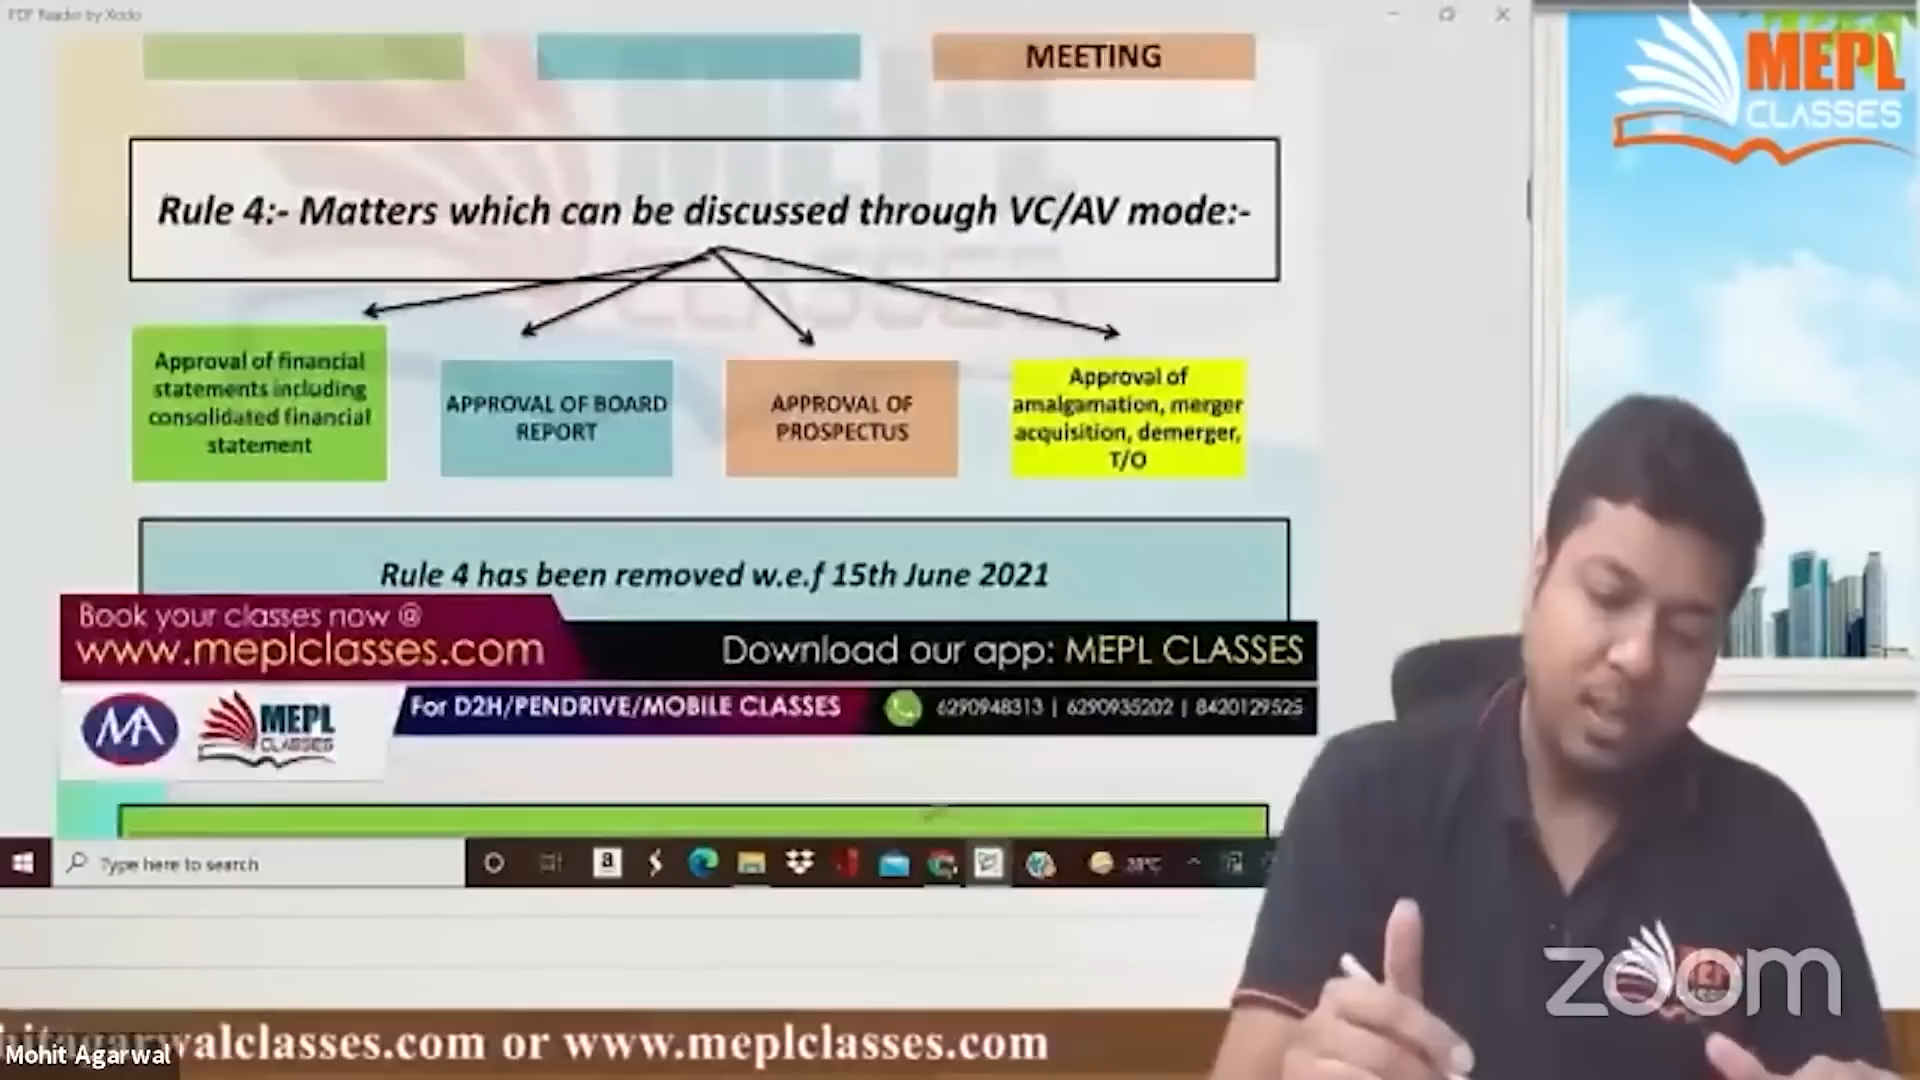 PDF Reader by Xodo
MEETING
MEPL
CLASSES
Rule 4:- Matters which can be discussed through VC/AV mode:-
Approval of financial
statements including
consolidated financial
statement
APPROVAL OF BOARD
REPORT
APPROVAL OF
PROSPECTUS
Approval of
amalgamation, merger
acquisition, demerger,
T/O
Rule 4 has been removed w.e.f 15th June 2021
Book your classes now @
www.meplclasses.com
Download our app: MEPL CLASSES
For D2H/PENDRIVE/MOBILE CLASSES
6290948313 | 6290935202 | 8420129525
MA
MEPL
CLASSES
Type here to search
zoom
agarwalclasses.com or www.meplclasses.com
Mohit Agarwal